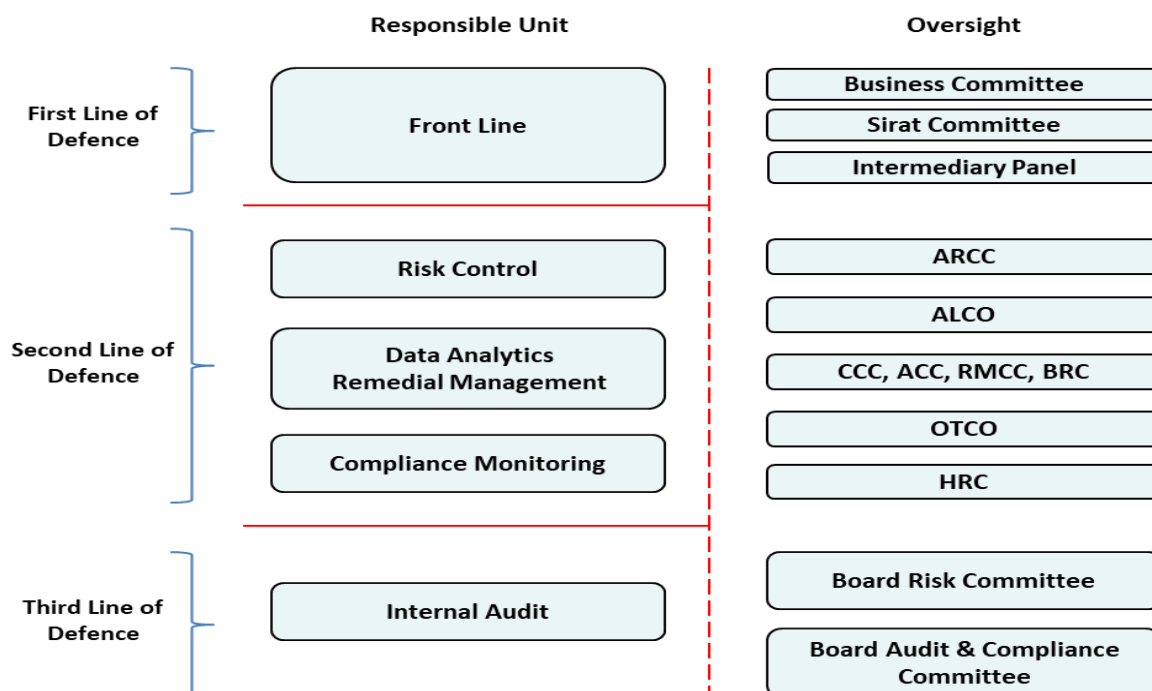 Responsible Unit
Oversight
First Line of
Defence
Front Line
Business Committee
Sirat Committee
Intermediary Panel
Second Line of
Defence
Risk Control
Data Analytics
Remedial Management
Compliance Monitoring
ARCC
ALCO
CCC, ACC, RMCC, BRC
OTCO
HRC
Third Line of
Defence
Internal Audit
Board Risk Committee
Board Audit & Compliance
Committee